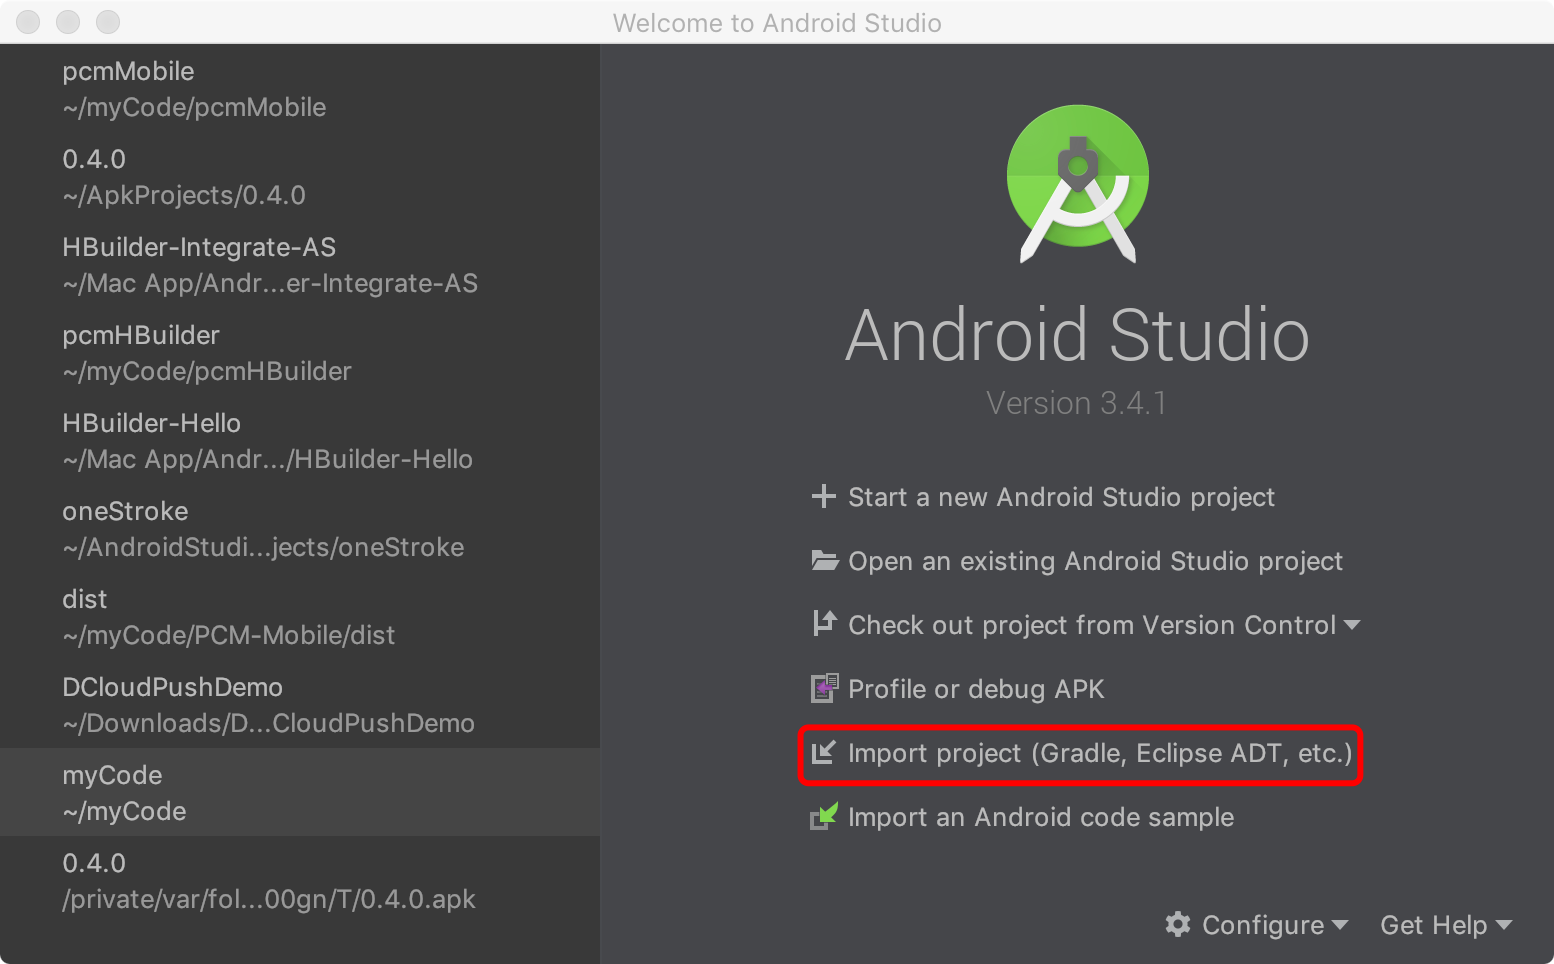 Welcome to Android Studio
pcmMobile
~/myCode/pcmMobile
0.4.0
~/ApkProjects/0.4.0
HBuilder-Integrate-AS
~/Mac App/Andr...er-Integrate-AS
pcmHBuilder
~/myCode/pcmHBuilder
HBuilder-Hello
~/Mac App/Andr.../HBuilder-Hello
oneStroke
~/AndroidStudi...jects/oneStroke
dist
~/myCode/PCM-Mobile/dist
DCloudPushDemo
~/Downloads/D...CloudPushDemo
myCode
~/myCode
0.4.0
/private/var/fol...00gn/T/0.4.0.apk
Android Studio
Version 3.4.1
Start a new Android Studio project
Open an existing Android Studio project
Check out project from Version Control
Profile or debug APK
Import project (Gradle, Eclipse ADT, etc.)
Import an Android code sample
Configure Get Help